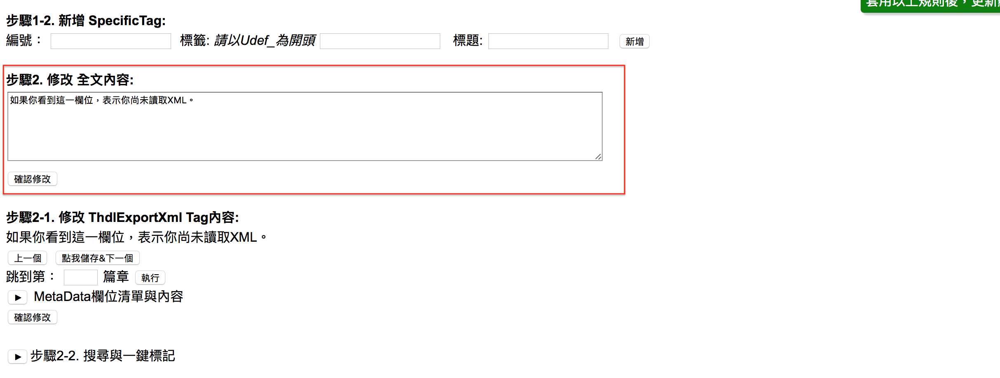 套用以上規則後，更新
步驟1-2. 新增 SpecificTag:
編號： 標籤: 請以Udef_為開頭 標題: 新增
步驟2. 修改 全文內容:
如果你看到這一欄位，表示你尚未讀取XML。
確認修改
步驟2-1. 修改 ThdlExportXml Tag內容:
如果你看到這一欄位，表示你尚未讀取XML。
上一個 點我儲存&下一個
跳到第： 篇章 執行
► MetaData欄位清單與內容
確認修改
► 步驟2-2. 搜尋與一鍵標記